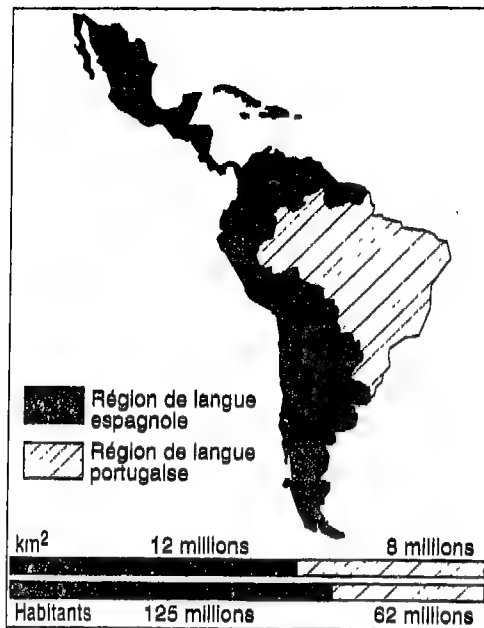 Région de langue
espagnole
Région de langue
portugaise
km² 12 millions 8 millions
Habitants 125 millions 62 millions